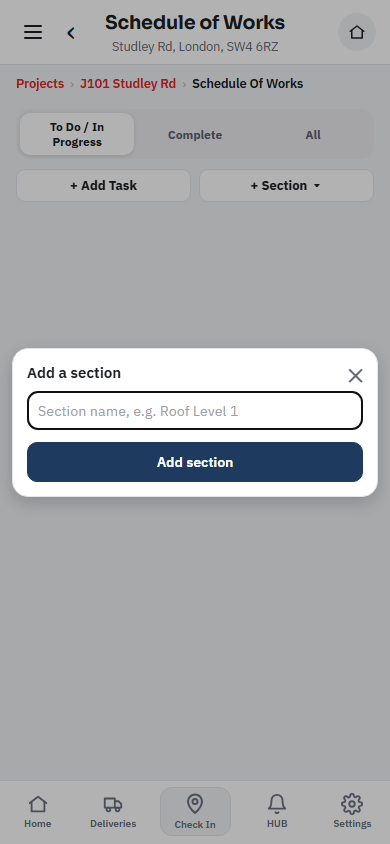 Schedule of Works
Studley Rd, London, SW4 6RZ
Projects › J101 Studley Rd › Schedule Of Works
To Do / In
Progress
Complete
All
+ Add Task
+ Section
Add a section
Section name, e.g. Roof Level 1
Add section
Home
Deliveries
Check In
HUB
Settings